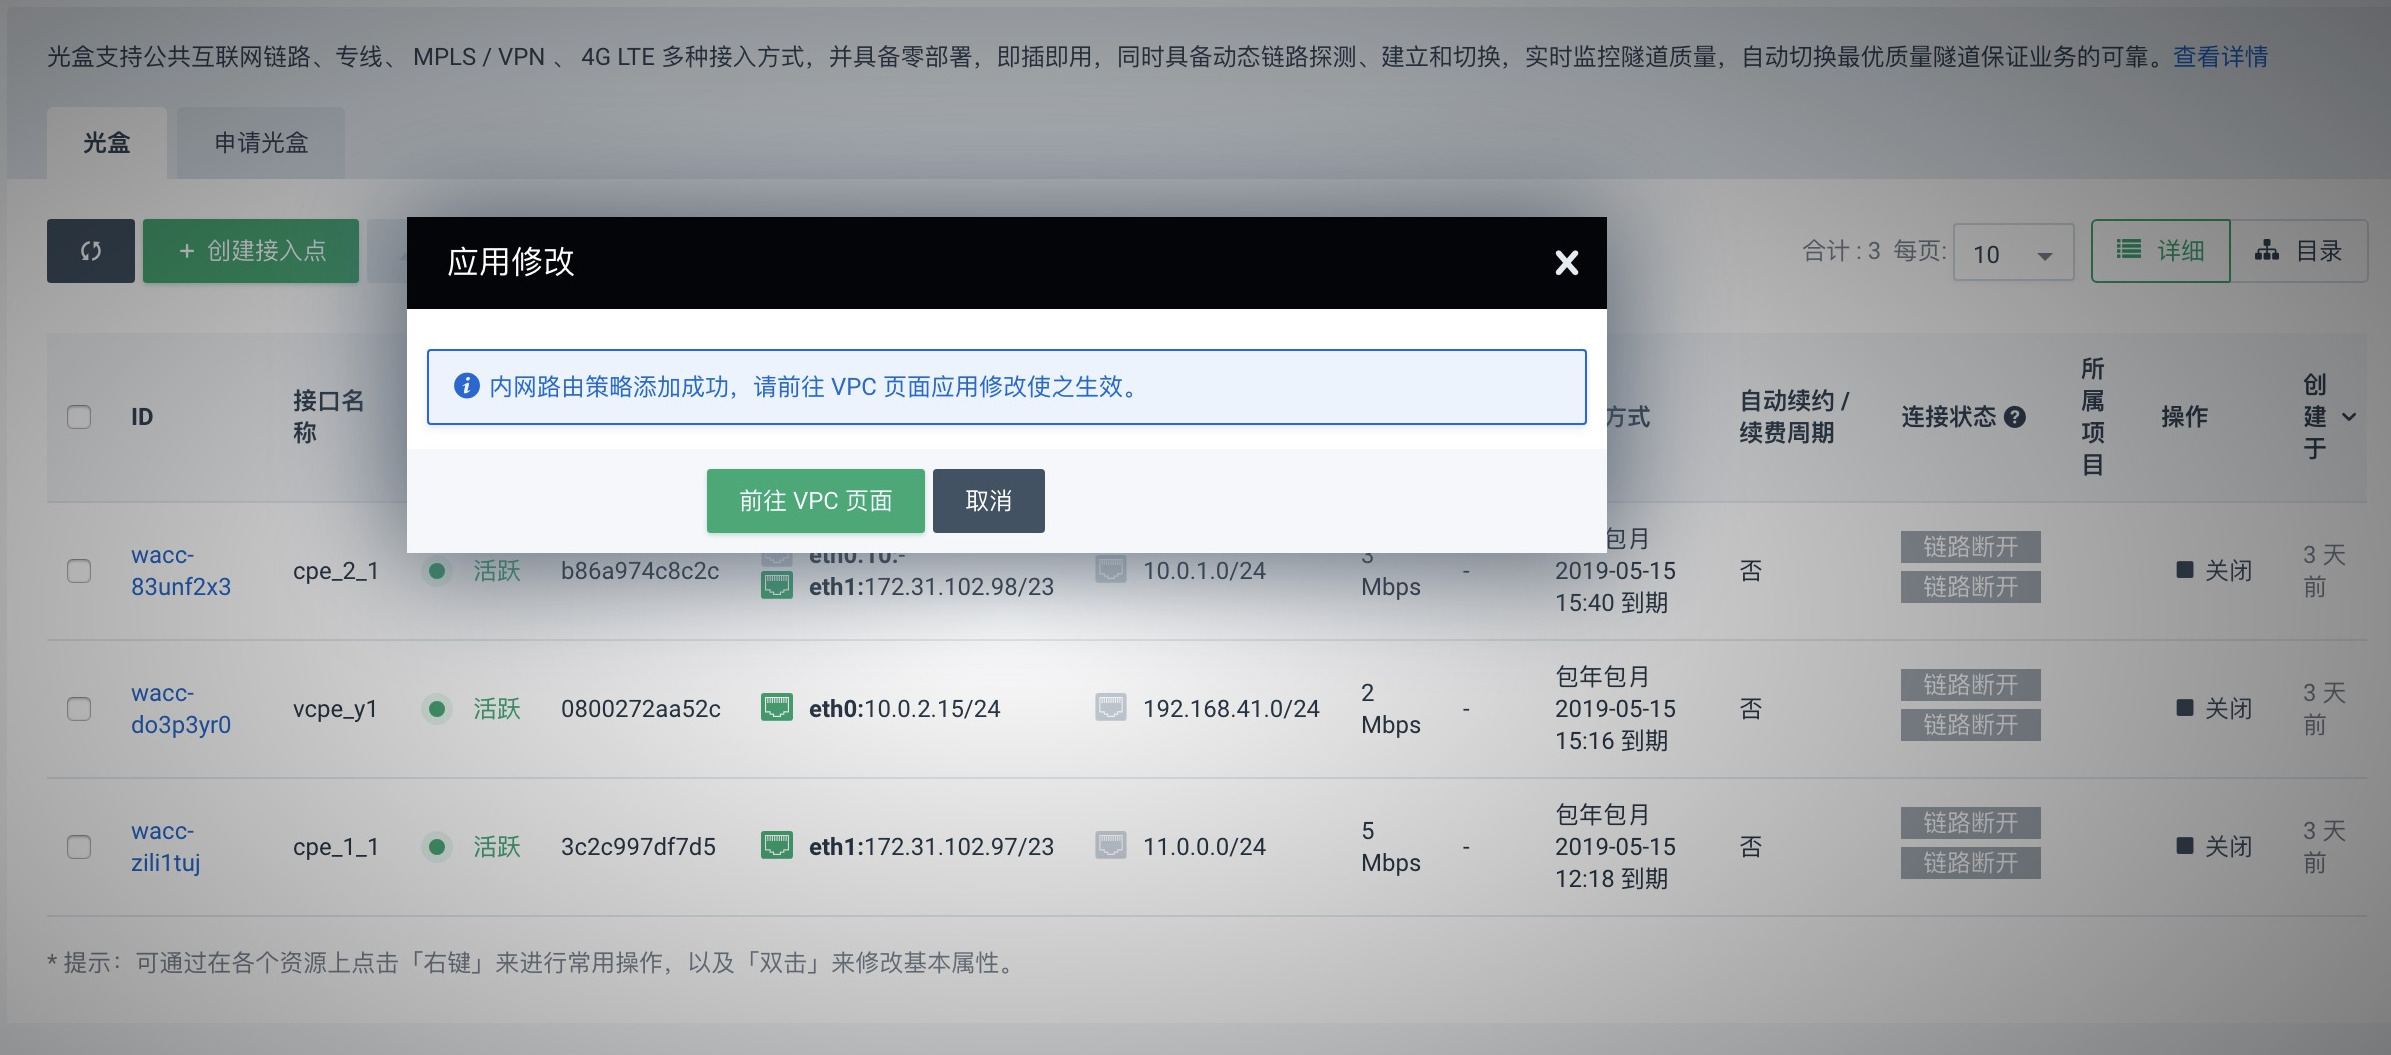 光盒支持公共互联网链路、专线、 MPLS / VPN 、 4G LTE 多种接入方式，并具备零部署，即插即用，同时具备动态链路探测、建立和切换，实时监控隧道质量，自动切换最优质量隧道保证业务的可靠。查看详情
光盒 申请光盒
+ 创建接入点
合计 : 3 每页: 10 详细 目录
应用修改
内网路由策略添加成功，请前往 VPC 页面应用修改使之生效。
前往 VPC 页面 取消
ID 接口名称 方式 自动续约 / 续费周期 连接状态 所属项目 操作 创建于
wacc-83unf2x3 cpe_2_1 活跃 b86a974c8c2c eth0:10.- eth1:172.31.102.98/23 10.0.1.0/24 3 Mbps - 包月 2019-05-15 15:40 到期 否 链路断开 链路断开 关闭 3 天前
wacc-do3p3yr0 vcpe_y1 活跃 0800272aa52c eth0:10.0.2.15/24 192.168.41.0/24 2 Mbps - 包年包月 2019-05-15 15:16 到期 否 链路断开 链路断开 关闭 3 天前
wacc-zili1tuj cpe_1_1 活跃 3c2c997df7d5 eth1:172.31.102.97/23 11.0.0.0/24 5 Mbps - 包年包月 2019-05-15 12:18 到期 否 链路断开 链路断开 关闭 3 天前
* 提示：可通过在各个资源上点击「右键」来进行常用操作，以及「双击」来修改基本属性。